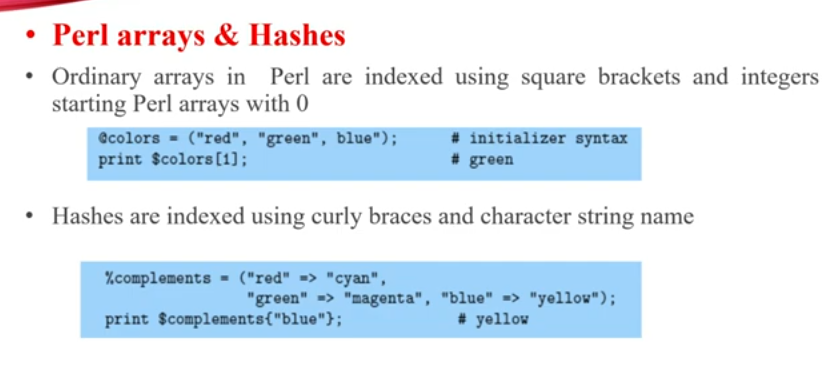 • Perl arrays & Hashes
• Ordinary arrays in Perl are indexed using square brackets and integers
starting Perl arrays with 0
@colors = ("red", "green", blue"); # initializer syntax
print $colors[1]; # green
• Hashes are indexed using curly braces and character string name
%complements = ("red" => "cyan",
"green" => "magenta", "blue" => "yellow");
print $complements{"blue"}; # yellow